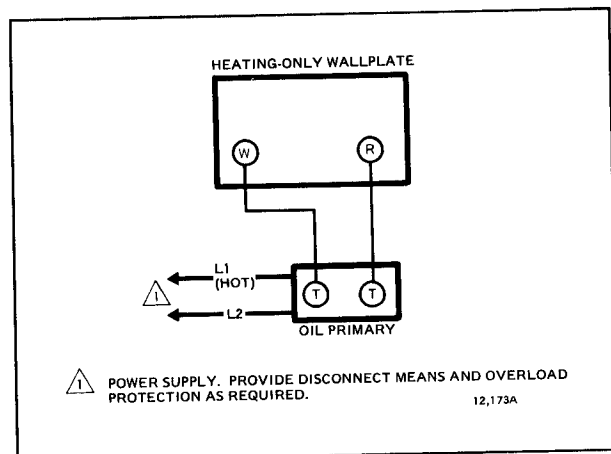 HEATING-ONLY WALLPLATE
W
R
L1
(HOT)
1
L2
T
T
OIL PRIMARY
1 POWER SUPPLY. PROVIDE DISCONNECT MEANS AND OVERLOAD
PROTECTION AS REQUIRED.
12,173A